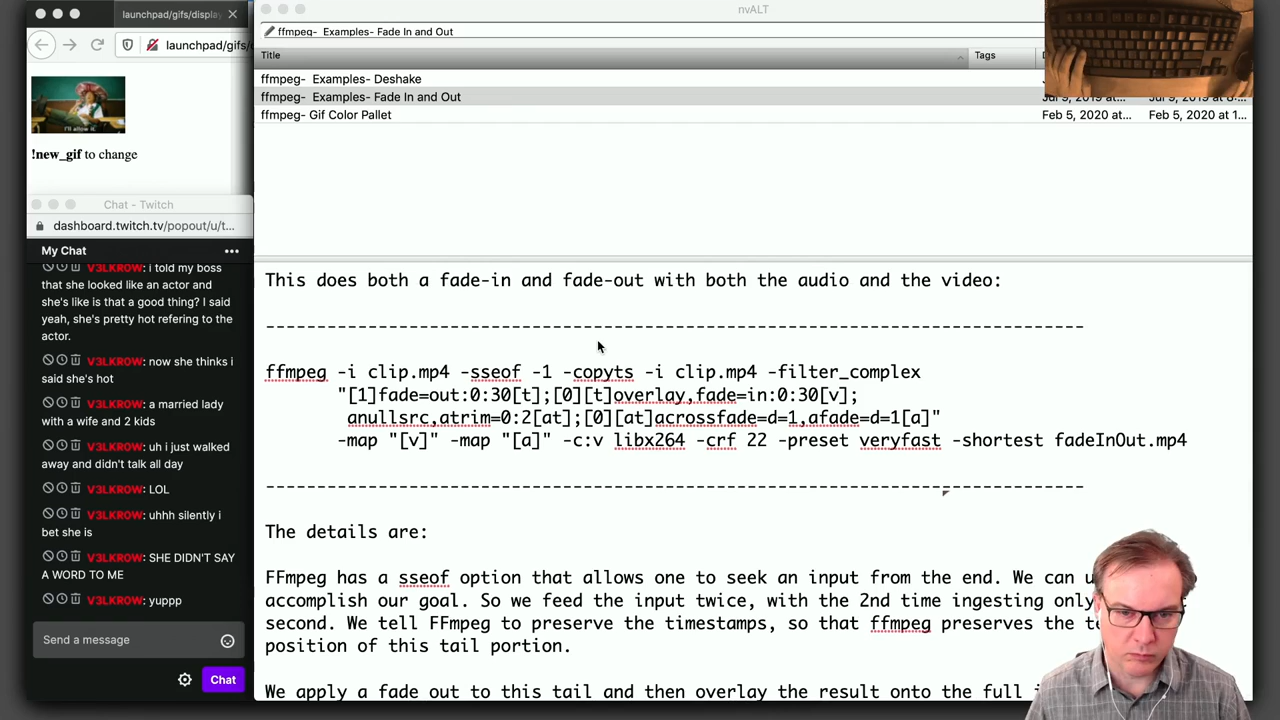 launchpad/gifs/displa
launchpad/gifs/
I'll allow it.
!new_gif to change
Chat - Twitch
dashboard.twitch.tv/popout/u/t...
My Chat
V3LKR0W: i told my boss
that she looked like an actor and
she's like is that a good thing? I said
yeah, she's pretty hot refering to the
actor.
V3LKR0W: now she thinks i
said she's hot
V3LKR0W: a married lady
with a wife and 2 kids
V3LKR0W: uh i just walked
away and didn't talk all day
V3LKR0W: LOL
V3LKR0W: uhhh silently i
bet she is
V3LKR0W: SHE DIDN'T SAY
A WORD TO ME
V3LKR0W: yuppp
Send a message
Chat
nvALT
ffmpeg- Examples- Fade In and Out
Title Tags
ffmpeg- Examples- Deshake
ffmpeg- Examples- Fade In and Out
ffmpeg- Gif Color Pallet Feb 5, 2020 at... Feb 5, 2020 at 1...
This does both a fade-in and fade-out with both the audio and the video:
--------------------------------------------------------------------------------
ffmpeg -i clip.mp4 -sseof -1 -copyts -i clip.mp4 -filter_complex
"[1]fade=out:0:30[t];[0][t]overlay,fade=in:0:30[v];
anullsrc,atrim=0:2[at];[0][at]acrossfade=d=1,afade=d=1[a]"
-map "[v]" -map "[a]" -c:v libx264 -crf 22 -preset veryfast -shortest fadeInOut.mp4
--------------------------------------------------------------------------------
The details are:
FFmpeg has a sseof option that allows one to seek an input from the end. We can
accomplish our goal. So we feed the input twice, with the 2nd time ingesting only
second. We tell FFmpeg to preserve the timestamps, so that ffmpeg preserves the
position of this tail portion.
We apply a fade out to this tail and then overlay the result onto the full